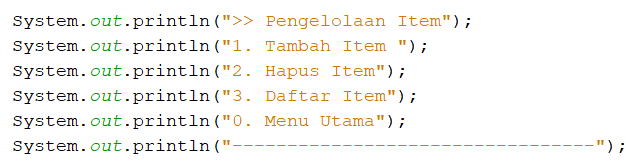 System.out.println(">> Pengelolaan Item");
System.out.println("1. Tambah Item ");
System.out.println("2. Hapus Item");
System.out.println("3. Daftar Item");
System.out.println("0. Menu Utama");
System.out.println("----------------------------------");